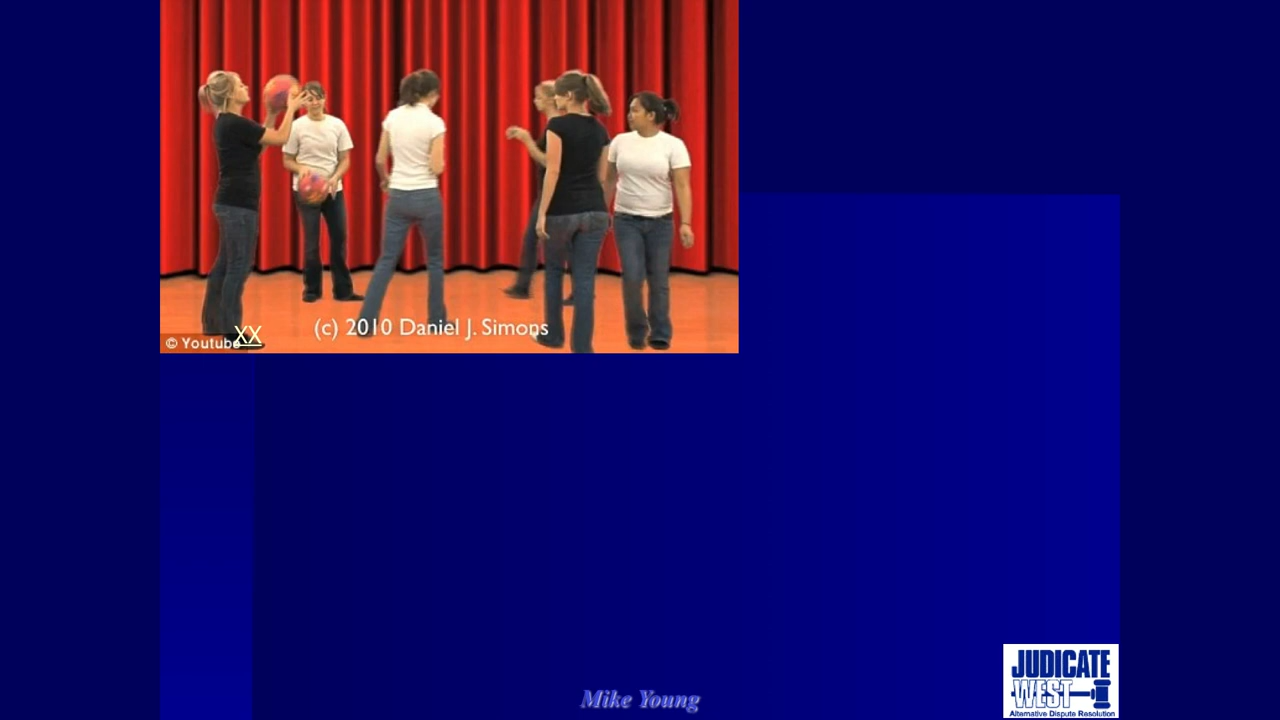 XX
(c) 2010 Daniel J. Simons
© Youtube
Mike Young
JUDICATE
WEST
Alternative Dispute Resolution